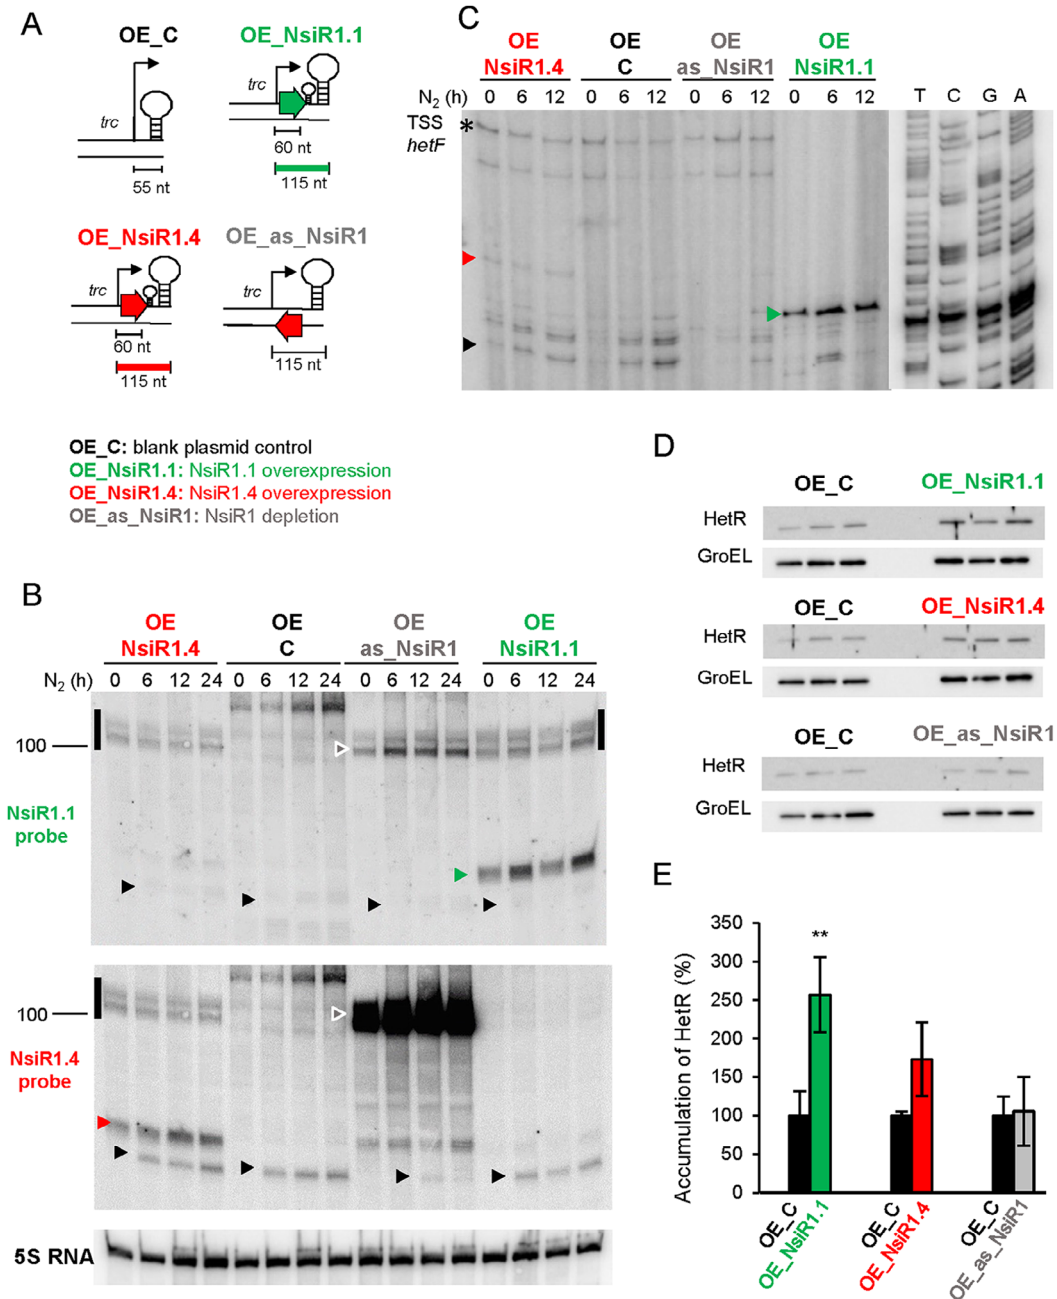 A
OE_C
OE_NsiR1.1
trc
trc
60 nt
55 nt
115 nt
OE_NsiR1.4
OE_as_NsiR1
trc
trc
60 nt
115 nt
115 nt
OE_C: blank plasmid control
OE_NsiR1.1: NsiR1.1 overexpression
OE_NsiR1.4: NsiR1.4 overexpression
OE_as_NsiR1: NsiR1 depletion
B
OE NsiR1.4
OE C
OE as_NsiR1
OE NsiR1.1
N2 (h) 0 6 12 24 0 6 12 24 0 6 12 24 0 6 12 24
100
NsiR1.1
probe
100
NsiR1.4
probe
5S RNA
C
OE NsiR1.4
OE C
OE as_NsiR1
OE NsiR1.1
N2 (h) 0 6 12 0 6 12 0 6 12 0 6 12
T C G A
TSS *
hetF
D
OE_C OE_NsiR1.1
HetR
GroEL
OE_C OE_NsiR1.4
HetR
GroEL
OE_C OE_as_NsiR1
HetR
GroEL
E
Accumulation of HetR (%)
350
300
250
200
150
100
50
0
**
OE_C
OE_NsiR1.1
OE_C
OE_NsiR1.4
OE_C
OE_as_NsiR1